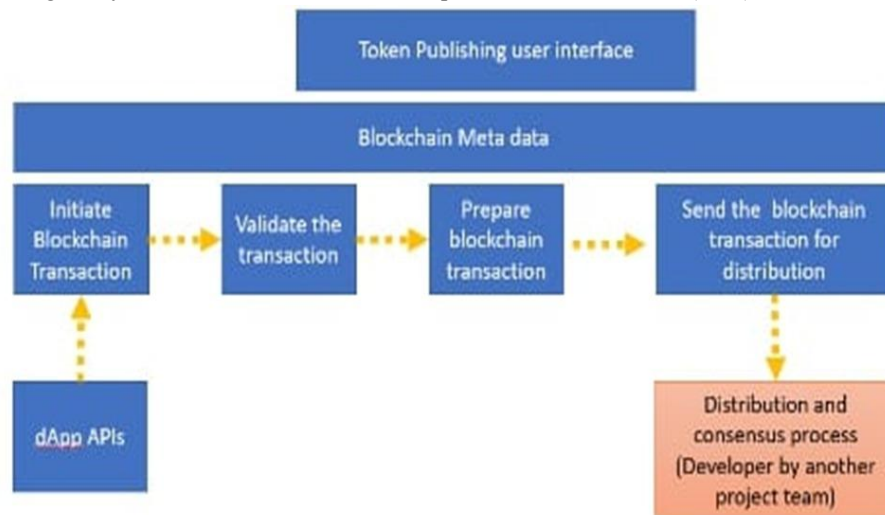 Token Publishing user interface
Blockchain Meta data
Initiate
Blockchain
Transaction
Validate the
transaction
Prepare
blockchain
transaction
Send the blockchain
transaction for
distribution
dApp APIs
Distribution and
consensus process
(Developer by another
project team)